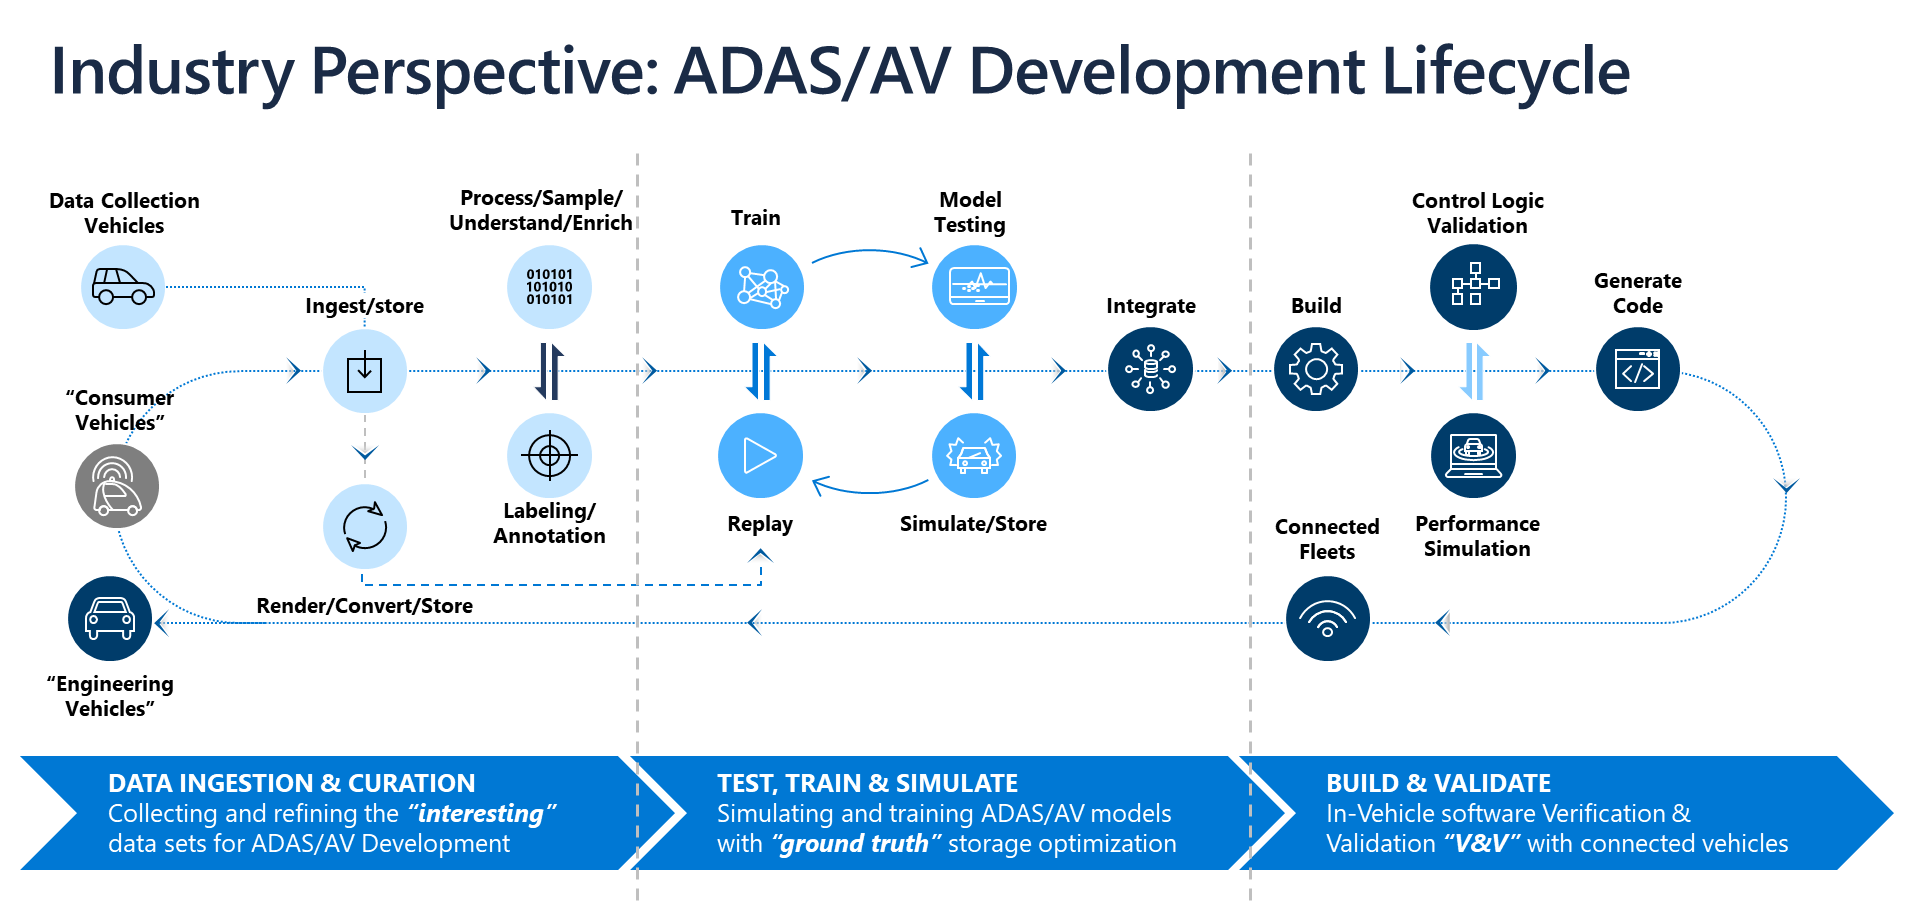 Industry Perspective: ADAS/AV Development Lifecycle
Data Collection
Vehicles
Ingest/store
Process/Sample/
Understand/Enrich
010101
101010
010101
Labeling/
Annotation
"Consumer
Vehicles"
Render/Convert/Store
"Engineering
Vehicles"
Train
Model
Testing
Replay
Simulate/Store
Integrate
Build
Control Logic
Validation
Generate
Code
</>
Performance
Simulation
Connected
Fleets
DATA INGESTION & CURATION
Collecting and refining the "interesting"
data sets for ADAS/AV Development
TEST, TRAIN & SIMULATE
Simulating and training ADAS/AV models
with "ground truth" storage optimization
BUILD & VALIDATE
In-Vehicle software Verification &
Validation "V&V" with connected vehicles